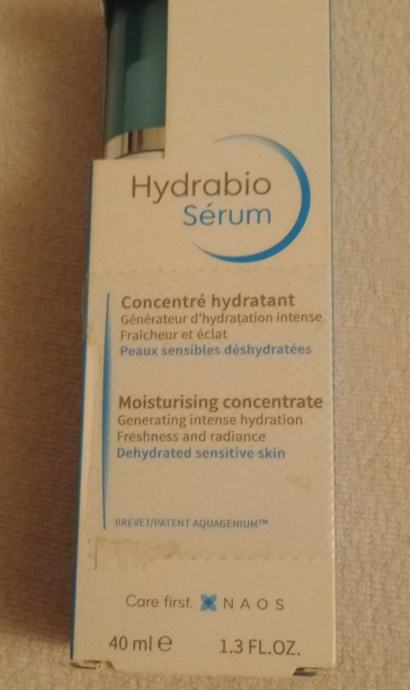 Hydrabio
Sérum
Concentré hydratant
Générateur d'hydratation intense
Fraîcheur et éclat
Peaux sensibles déshydratées
Moisturising concentrate
Generating intense hydration
Freshness and radiance
Dehydrated sensitive skin
BREVET/PATENT AQUAGENIUM™
Care first. NAOS
40 ml ℮ 1.3 FL.OZ.